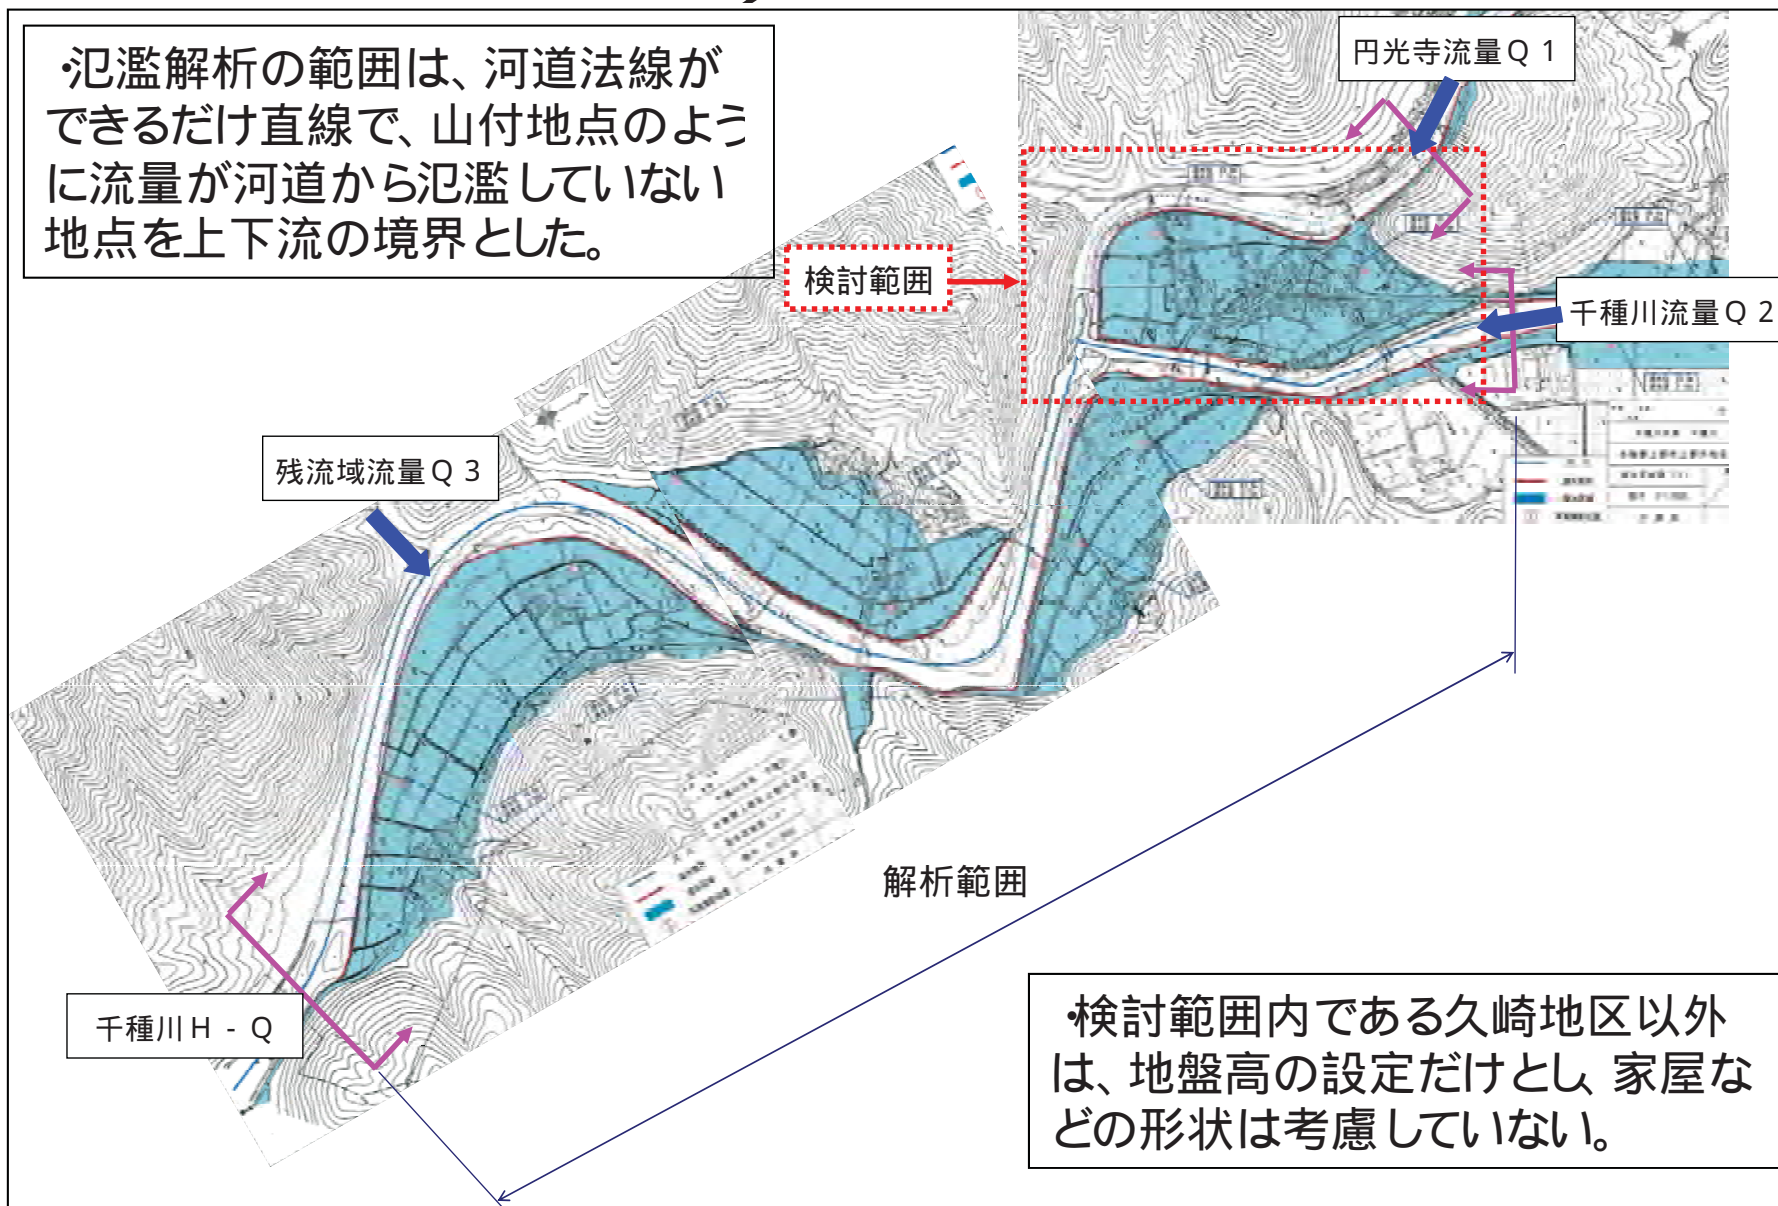 ・氾濫解析の範囲は、河道法線が
できるだけ直線で、山付地点のよう
に流量が河道から氾濫していない
地点を上下流の境界とした。
円光寺流量Q1
検討範囲
千種川流量Q2
残流域流量Q3
解析範囲
千種川H-Q
・検討範囲内である久崎地区以外
は、地盤高の設定だけとし、家屋な
どの形状は考慮していない。